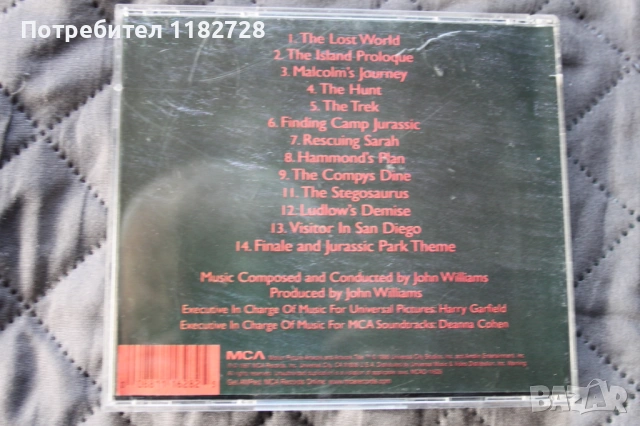 Потребител 1182728
1. The Lost World
2. The Island Prologue
3. Malcolm's Journey
4. The Hunt
5. The Trek
6. Finding Camp Jurassic
7. Rescuing Sarah
8. Hammond's Plan
9. The Compys Dine
11. The Stegosaurus
12. Ludlow's Demise
13. Visitor In San Diego
14. Finale and Jurassic Park Theme
Music Composed and Conducted by John Williams
Produced by John Williams
Executive In Charge Of Music For Universal Pictures: Harry Garfield
Executive In Charge Of Music For MCA Soundtracks: Deanna Cohen
MCA
BAZAR